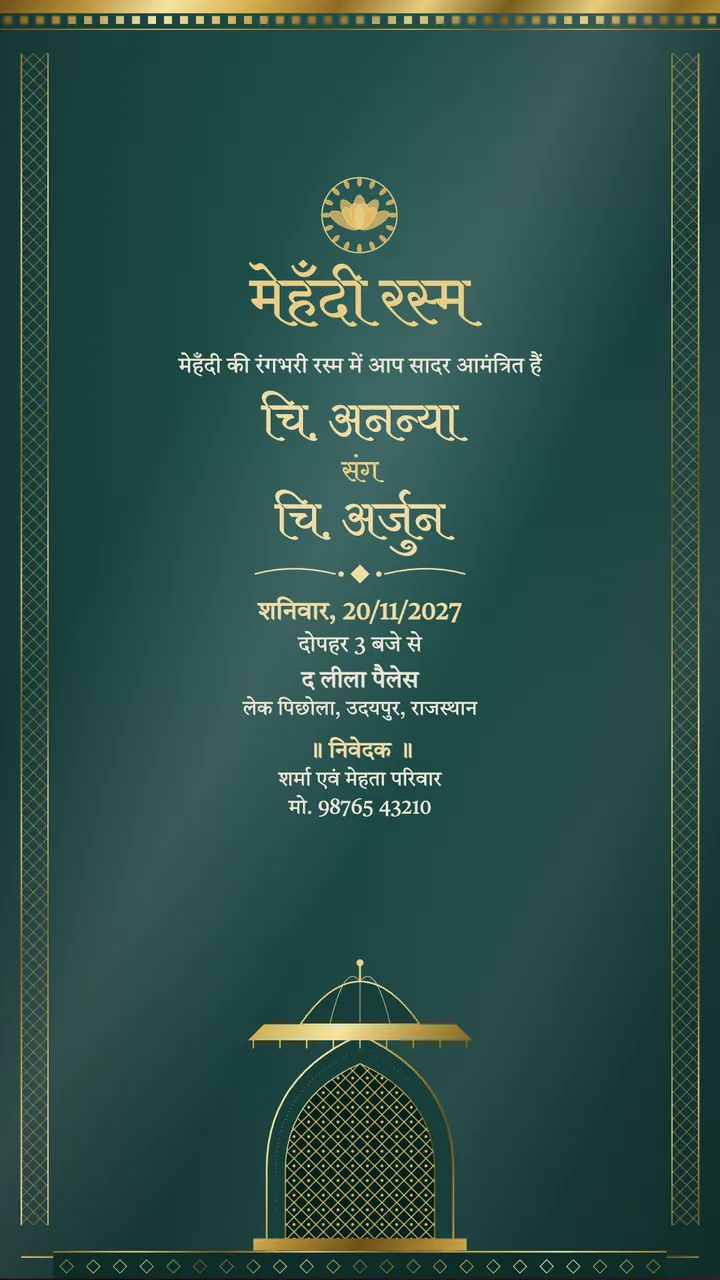 मेहँदी रस्म
मेहँदी की रंगभरी रस्म में आप सादर आमंत्रित हैं
चि. अनन्या
संग
चि. अर्जुन
शनिवार, 20/11/2027
दोपहर 3 बजे से
द लीला पैलेस
लेक पिछोला, उदयपुर, राजस्थान
॥ निवेदक ॥
शर्मा एवं मेहता परिवार
मो. 98765 43210